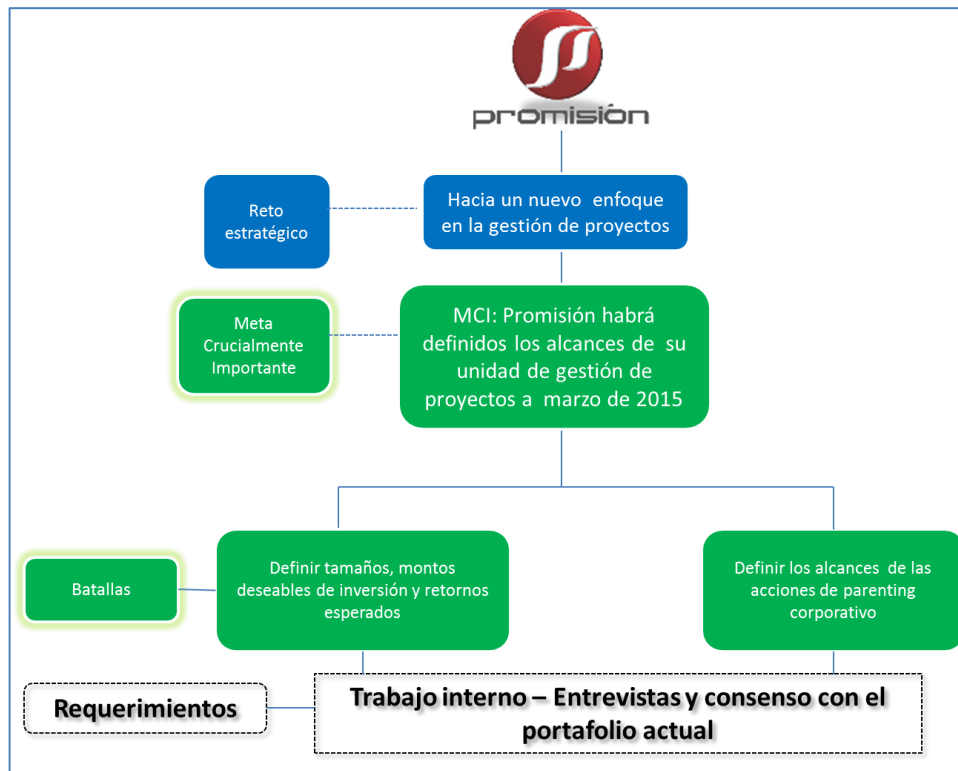 promisión
Reto
estratégico
Hacia un nuevo enfoque
en la gestión de proyectos
Meta
Crucialmente
Importante
MCI: Promisión habrá
definidos los alcances de su
unidad de gestión de
proyectos a marzo de 2015
Batallas
Definir tamaños, montos
deseables de inversión y retornos
esperados
Definir los alcances de las
acciones de parenting
corporativo
Requerimientos
Trabajo interno – Entrevistas y consenso con el
portafolio actual